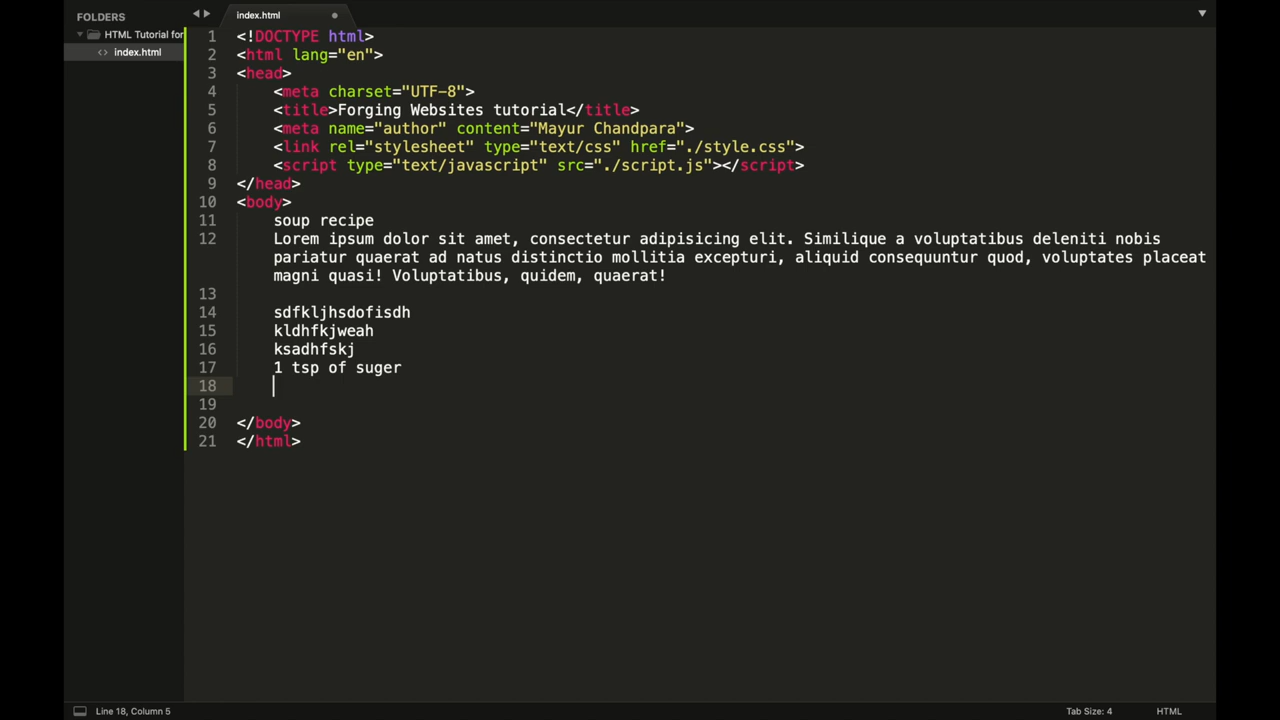 FOLDERS
HTML Tutorial for
index.html
index.html
1 <!DOCTYPE html>
2 <html lang="en">
3 <head>
4 <meta charset="UTF-8">
5 <title>Forging Websites tutorial</title>
6 <meta name="author" content="Mayur Chandpara">
7 <link rel="stylesheet" type="text/css" href="./style.css">
8 <script type="text/javascript" src="./script.js"></script>
9 </head>
10 <body>
11 soup recipe
12 Lorem ipsum dolor sit amet, consectetur adipisicing elit. Similique a voluptatibus deleniti nobis
pariatur quaerat ad natus distinctio mollitia excepturi, aliquid consequuntur quod, voluptates placeat
magni quasi! Voluptatibus, quidem, quaerat!
13
14 sdfkljhsdofisdh
15 kldhfkjweah
16 ksadhfskj
17 1 tsp of suger
18
19
20 </body>
21 </html>
Line 18, Column 5
Tab Size: 4
HTML